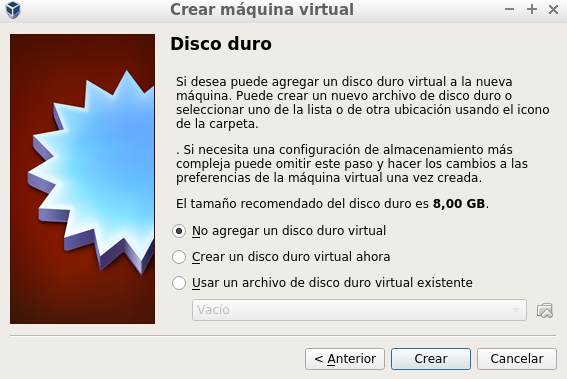 Crear máquina virtual
Disco duro
Si desea puede agregar un disco duro virtual a la nueva
máquina. Puede crear un nuevo archivo de disco duro o
seleccionar uno de la lista o de otra ubicación usando el icono
de la carpeta.
. Si necesita una configuración de almacenamiento más
compleja puede omitir este paso y hacer los cambios a las
preferencias de la máquina virtual una vez creada.
El tamaño recomendado del disco duro es 8,00 GB.
No agregar un disco duro virtual
Crear un disco duro virtual ahora
Usar un archivo de disco duro virtual existente
Vacío
< Anterior
Crear
Cancelar